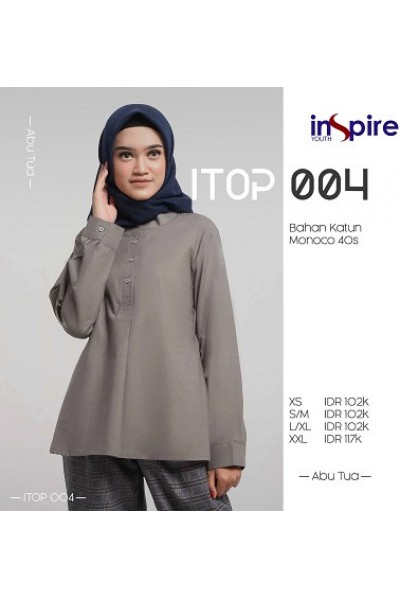 — Abu Tua —
inspire
YOUTH
ITOP 004
Bahan Katun
Monoco 40s
XS IDR 102K
S/M IDR 102K
L/XL IDR 102K
XXL IDR 117K
— Abu Tua —
— ITOP 004 —